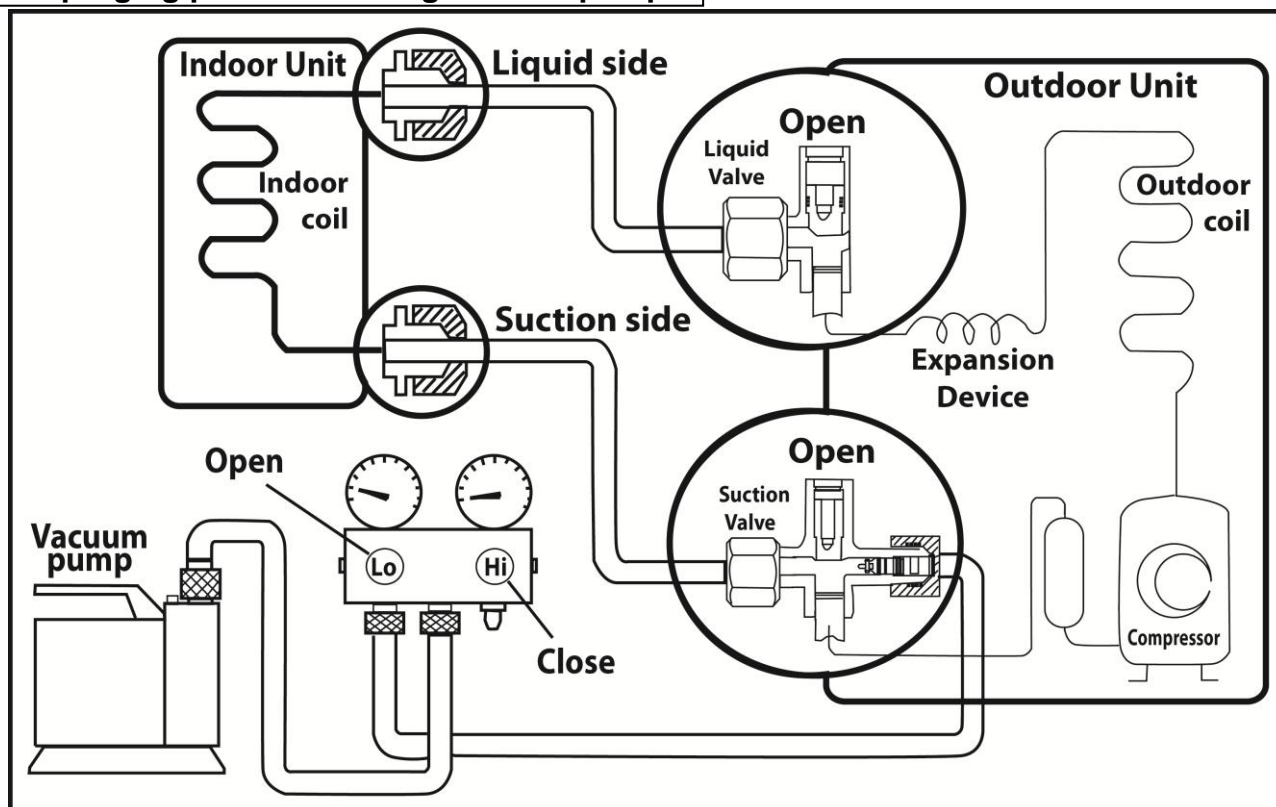 Indoor Unit
Liquid side
Outdoor Unit
Open
Liquid
Valve
Indoor
coil
Outdoor
coil
Suction side
Expansion
Device
Open
Open
Suction
Valve
Vacuum
pump
Lo
Hi
Close
Compressor